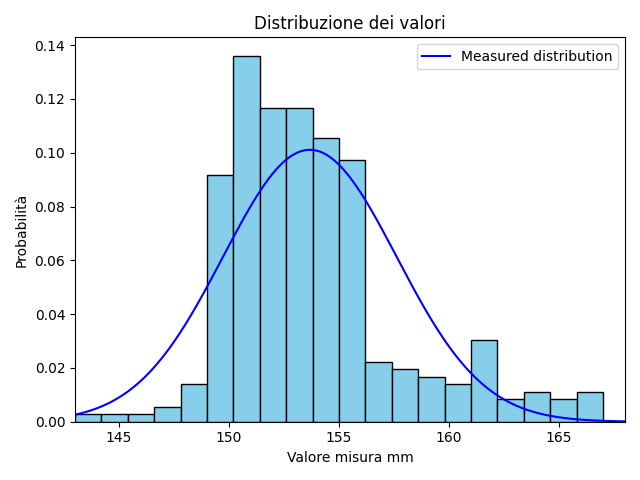 Distribuzione dei valori
Measured distribution
Probabilità
0.14
0.12
0.10
0.08
0.06
0.04
0.02
0.00
145 150 155 160 165
Valore misura mm